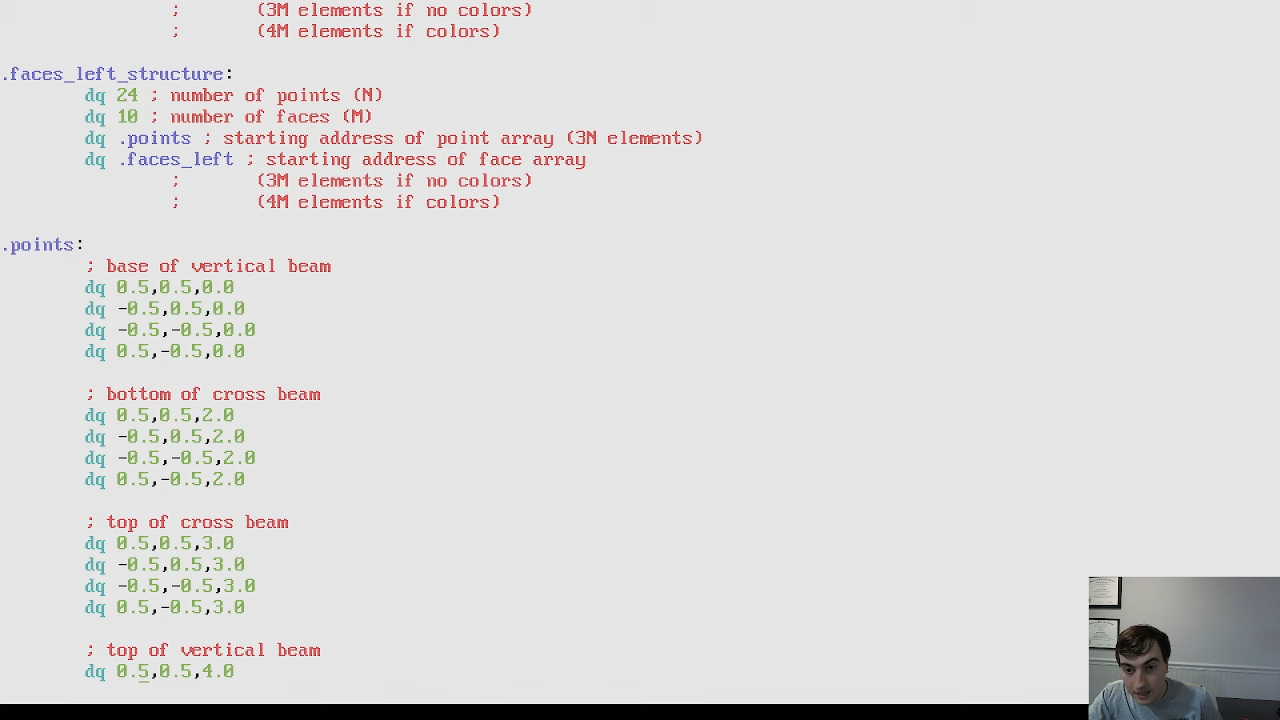 ;       (3M elements if no colors)
;       (4M elements if colors)
.faces_left_structure:
dq 24 ; number of points (N)
dq 10 ; number of faces (M)
dq .points ; starting address of point array (3N elements)
dq .faces_left ; starting address of face array
;       (3M elements if no colors)
;       (4M elements if colors)
.points:
; base of vertical beam
dq 0.5,0.5,0.0
dq -0.5,0.5,0.0
dq -0.5,-0.5,0.0
dq 0.5,-0.5,0.0
; bottom of cross beam
dq 0.5,0.5,2.0
dq -0.5,0.5,2.0
dq -0.5,-0.5,2.0
dq 0.5,-0.5,2.0
; top of cross beam
dq 0.5,0.5,3.0
dq -0.5,0.5,3.0
dq -0.5,-0.5,3.0
dq 0.5,-0.5,3.0
; top of vertical beam
dq 0.5,0.5,4.0